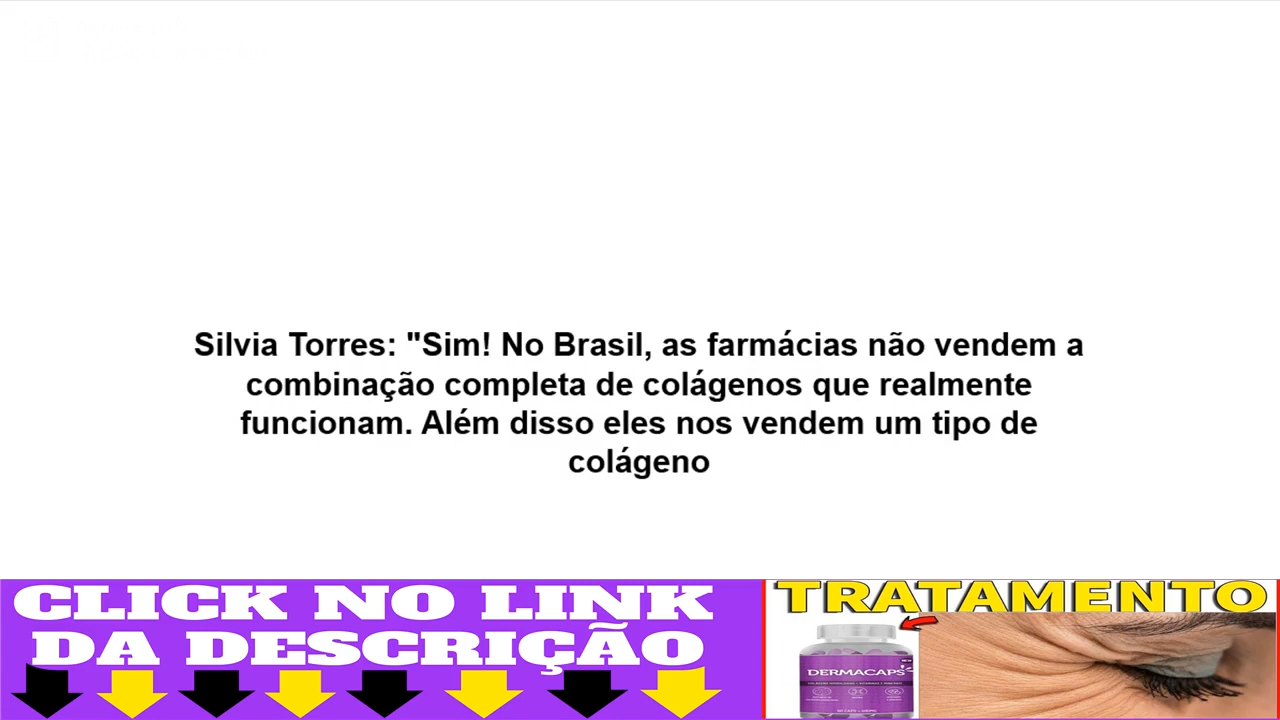 Silvia Torres: "Sim! No Brasil, as farmácias não vendem a
combinação completa de colágenos que realmente
funcionam. Além disso eles nos vendem um tipo de
colágeno
CLICK NO LINK
DA DESCRIÇÃO
TRATAMENTO
DERMACAPS